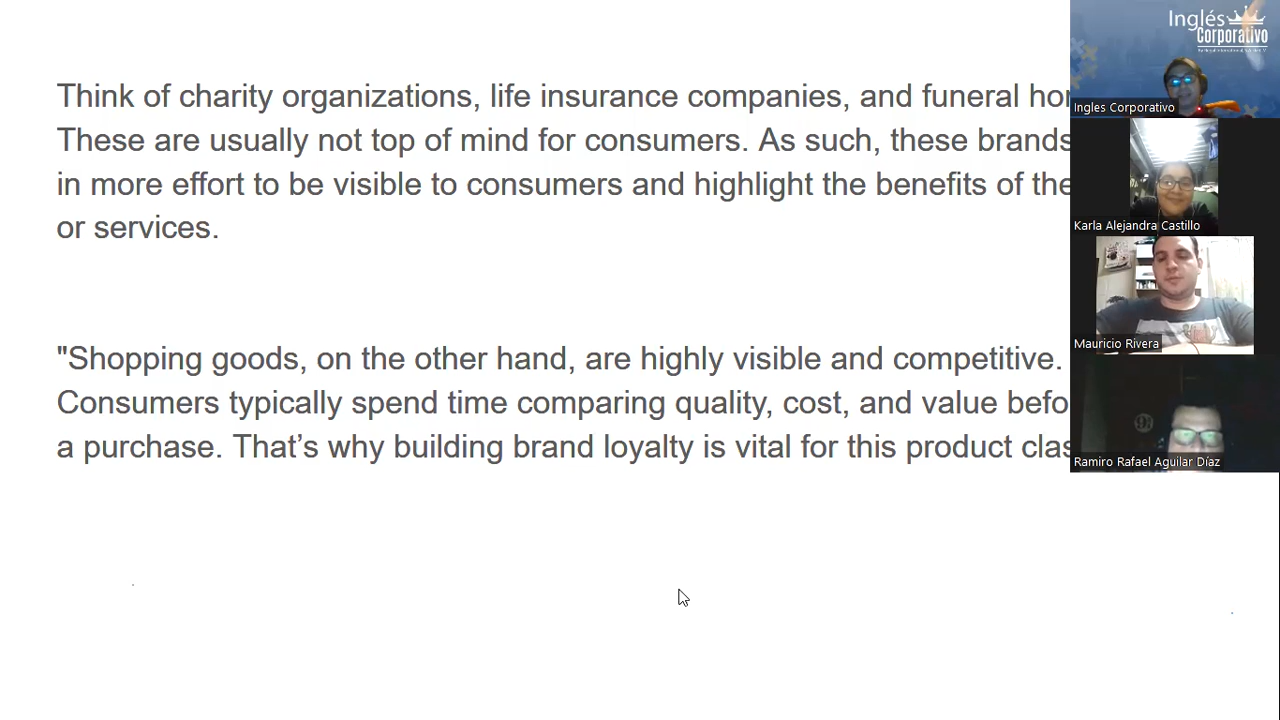 Think of charity organizations, life insurance companies, and funeral
These are usually not top of mind for consumers. As such, these brands
in more effort to be visible to consumers and highlight the benefits of
or services.
"Shopping goods, on the other hand, are highly visible and competitive.
Consumers typically spend time comparing quality, cost, and value
a purchase. That’s why building brand loyalty is vital for this product
Inglés
Corporativo
Ingles Corporativo
Karla Alejandra Castillo
Mauricio Rivera
Ramiro Rafael Aguilar Díaz